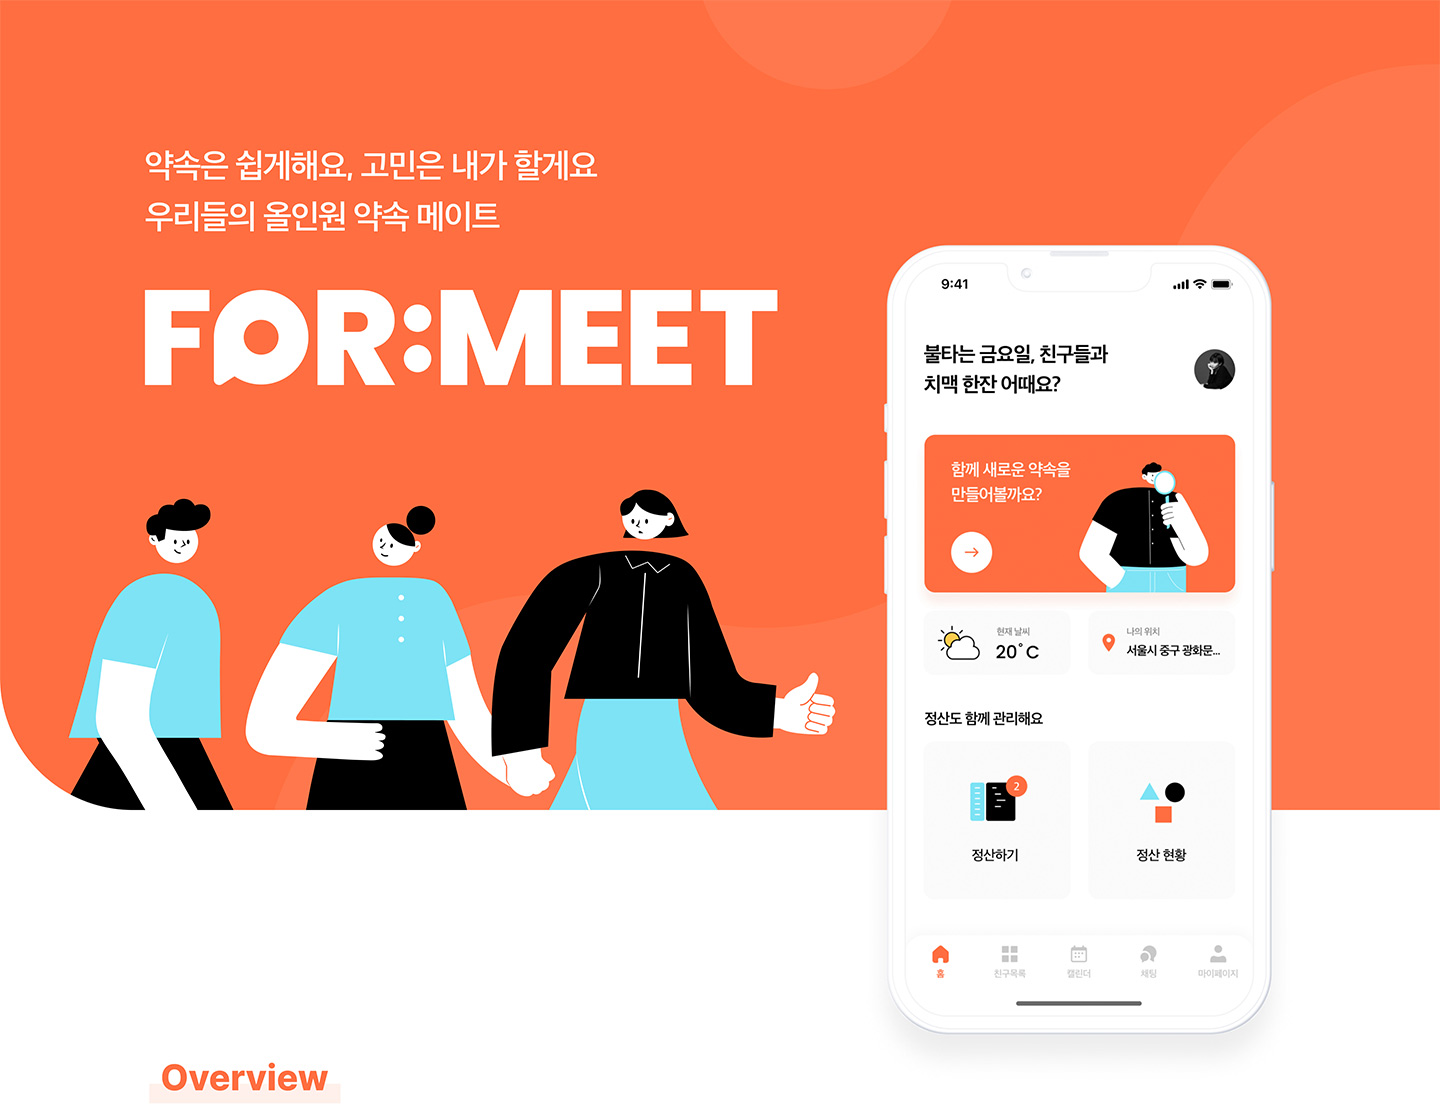 약속은 쉽게해요, 고민은 내가 할게요
우리들의 올인원 약속 메이트
FOR:MEET
9:41
불타는 금요일, 친구들과
치맥 한잔 어때요?
함께 새로운 약속을
만들어볼까요?
현재 날씨
20°C
나의 위치
서울시 중구 광화문...
정산도 함께 관리해요
2
정산하기
정산 현황
홈
친구목록
캘린더
채팅
마이페이지
Overview